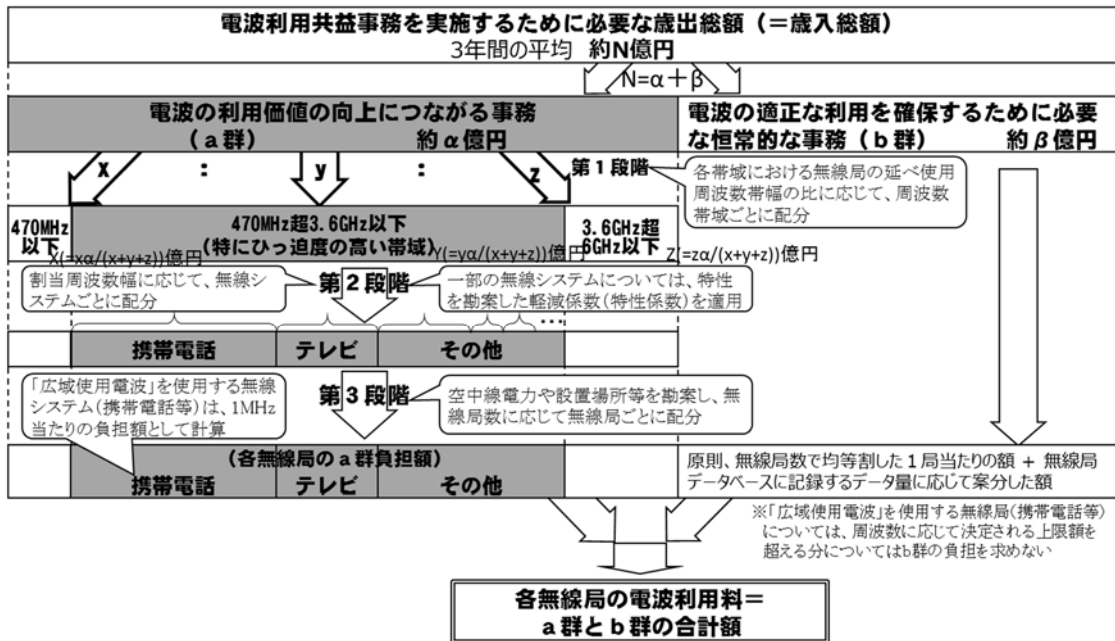 電波利用共益事務を実施するために必要な歳出総額（＝歳入総額）
3年間の平均 約N億円
N=α＋β
電波の利用価値の向上につながる事務
（ａ群） 約α億円
電波の適正な利用を確保するために必要
な恒常的な事務（ｂ群） 約β億円
x : y : z
第１段階
各帯域における無線局の延べ使用
周波数帯幅の比に応じて、周波数
帯域ごとに配分
470MHz
以下
470MHz超3.6GHz以下
(特にひっ迫度の高い帯域)
3.6GHz超
6GHz以下
X(=xα/(x+y+z))億円
Y(=yα/(x+y+z))億円
Z(=zα/(x+y+z))億円
割当周波数幅に応じて、無線シ
ステムごとに配分
第２段階
一部の無線システムについては、特性
を勘案した軽減係数(特性係数)を適用
…
携帯電話 テレビ その他
「広域使用電波」を使用する無線
システム(携帯電話等)は、1MHz
当たりの負担額として計算
第３段階
空中線電力や設置場所等を勘案し、無
線局数に応じて無線局ごとに配分
(各無線局のａ群負担額)
携帯電話 テレビ その他
原則、無線局数で均等割した１局当たりの額 + 無線局
データベースに記録するデータ量に応じて案分した額
※「広域使用電波」を使用する無線局(携帯電話等)
については、周波数に応じて決定される上限額を
超える分についてはb群の負担を求めない
各無線局の電波利用料＝
ａ群とｂ群の合計額